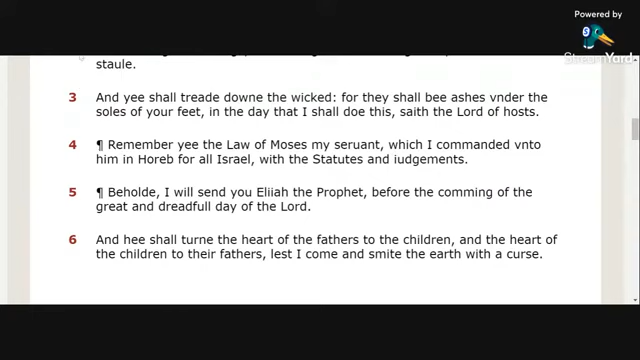 Powered by
StreamYard
staule.
3 And yee shall treade downe the wicked: for they shall bee ashes vnder the
soles of your feet, in the day that I shall doe this, saith the Lord of hosts.
4 ¶ Remember yee the Law of Moses my seruant, which I commanded vnto
him in Horeb for all Israel, with the Statutes and iudgements.
5 ¶ Beholde, I will send you Eliiah the Prophet, before the comming of the
great and dreadfull day of the Lord.
6 And hee shall turne the heart of the fathers to the children, and the heart of
the children to their fathers, lest I come and smite the earth with a curse.